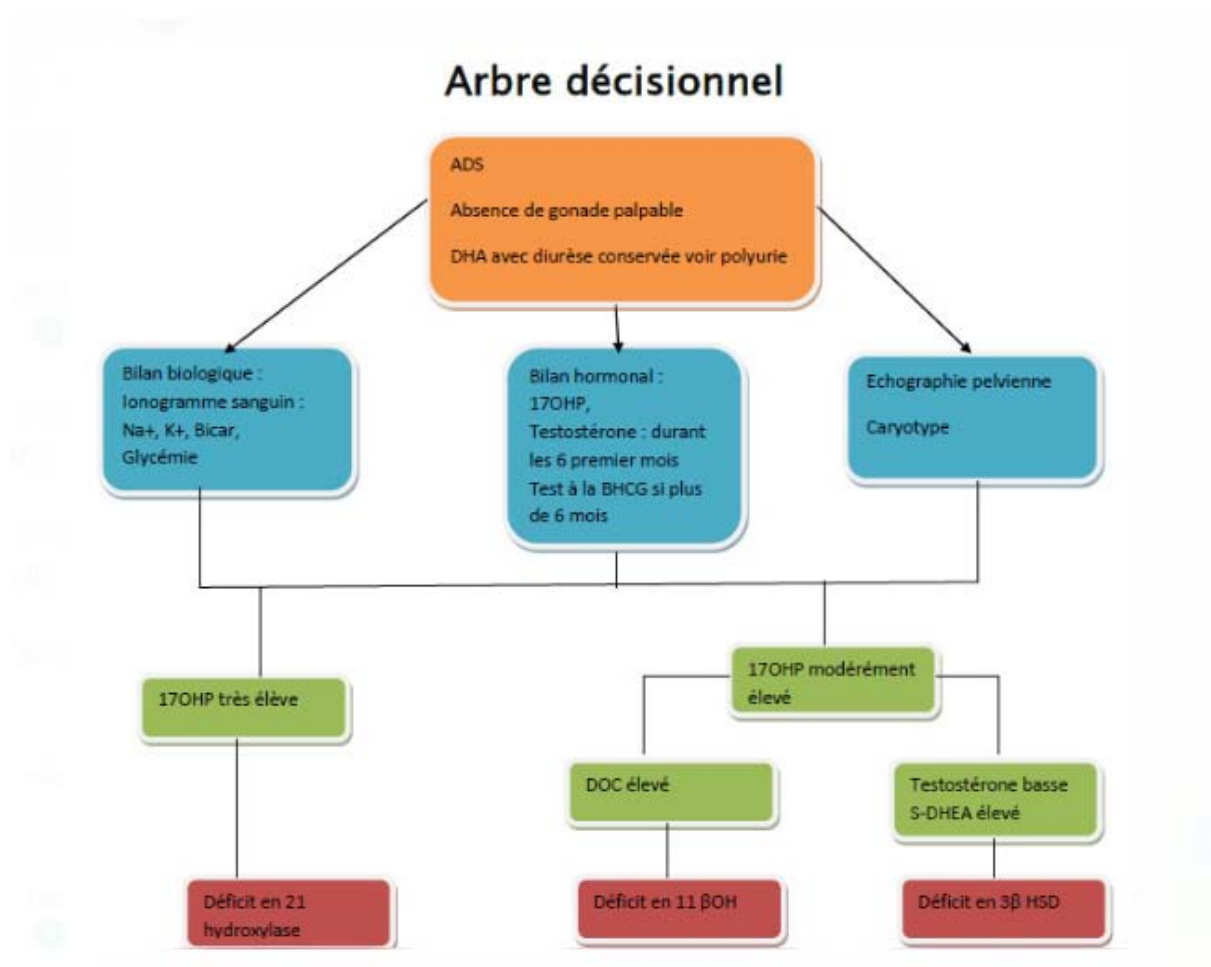 Arbre décisionnel
ADS
Absence de gonade palpable
DHA avec diurèse conservée voir polyurie
Bilan biologique :
Ionogramme sanguin :
Na+, K+, Bicar,
Glycémie
Bilan hormonal :
17OHP,
Testostérone : durant
les 6 premier mois
Test à la BHCG si plus
de 6 mois
Echographie pelvienne
Caryotype
17OHP très élève
17OHP modérément
élevé
DOC élevé
Testostérone basse
S-DHEA élevé
Déficit en 21
hydroxylase
Déficit en 11 βOH
Déficit en 3β HSD